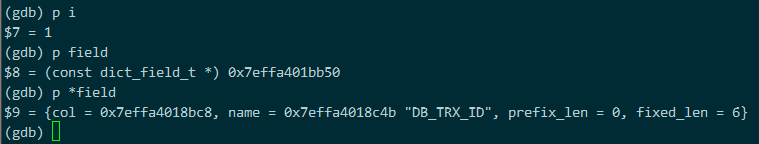 (gdb) p i
$7 = 1
(gdb) p field
$8 = (const dict_field_t *) 0x7effa401bb50
(gdb) p *field
$9 = {col = 0x7effa4018bc8, name = 0x7effa4018c4b "DB_TRX_ID", prefix_len = 0, fixed_len = 6}
(gdb)